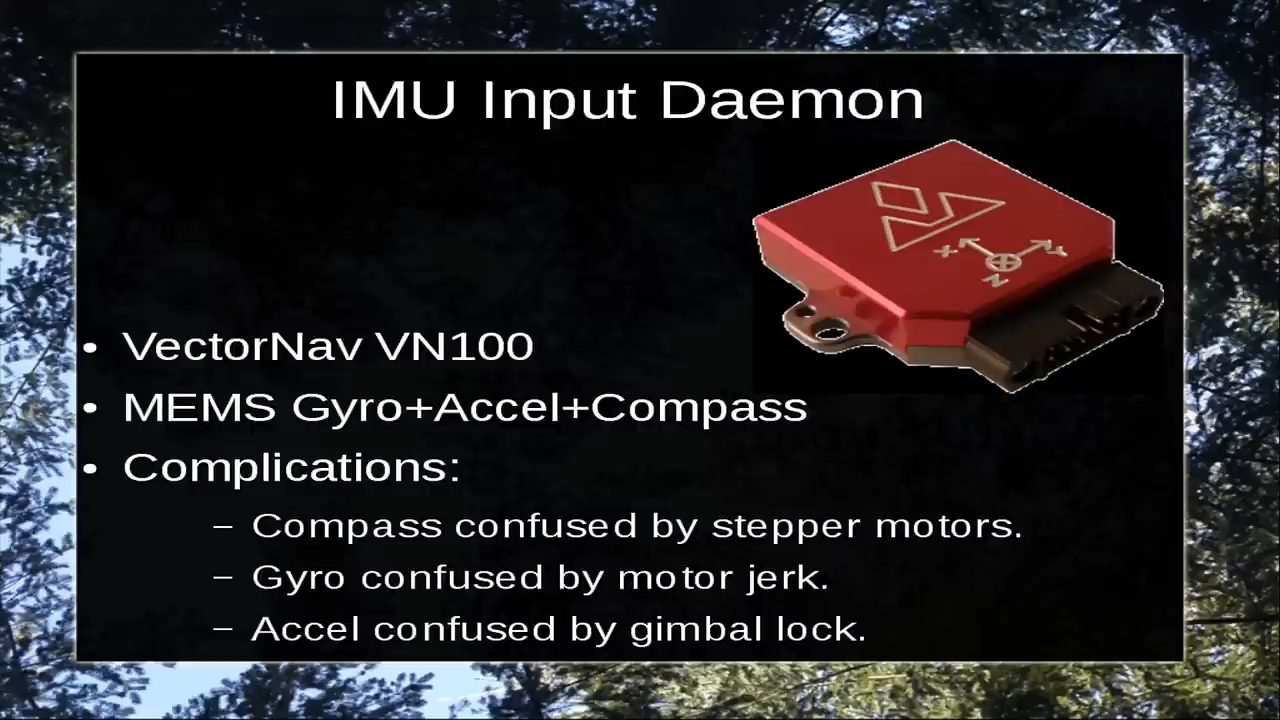 IMU Input Daemon
X Y
Z
• VectorNav VN100
• MEMS Gyro+Accel+Compass
• Complications:
– Compass confused by stepper motors.
– Gyro confused by motor jerk.
– Accel confused by gimbal lock.